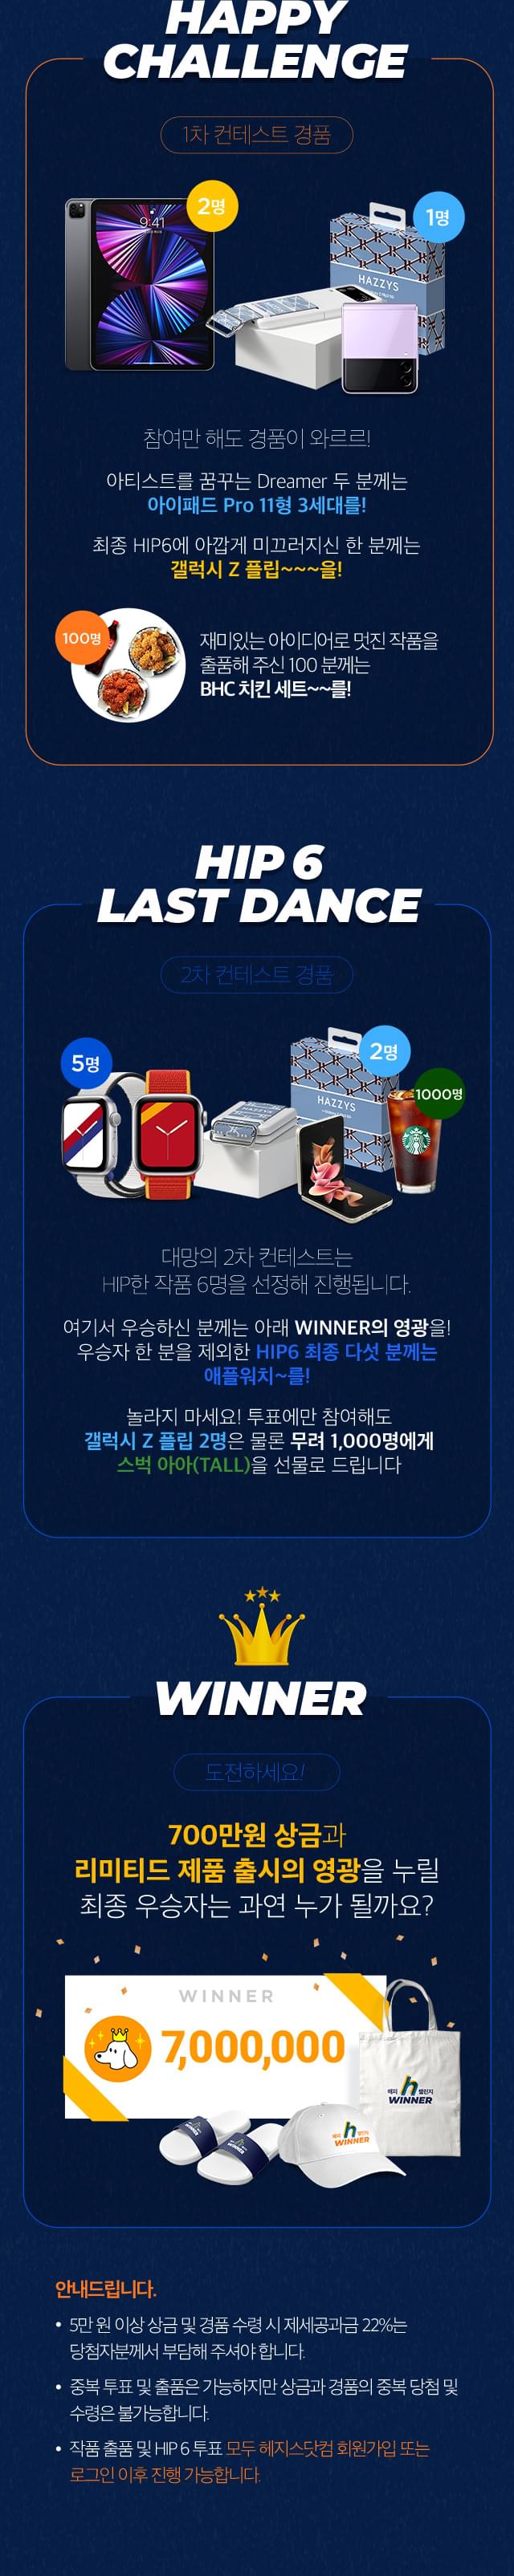 HAPPY
CHALLENGE
1차 컨테스트 경품
2명
1명
9:41
HAZZYS
참여만 해도 경품이 와르르!
아티스트를 꿈꾸는 Dreamer 두 분께는
아이패드 Pro 11형 3세대를!
최종 HIP6에 아깝게 미끄러지신 한 분께는
갤럭시 Z 플립~~~을!
100명
재미있는 아이디어로 멋진 작품을
출품해 주신 100 분께는
BHC 치킨 세트~~를!
HIP 6
LAST DANCE
2차 컨테스트 경품
5명
2명
1000명
HAZZYS
HAZZYS
대망의 2차 컨테스트는
HIP한 작품 6명을 선정해 진행됩니다.
여기서 우승하신 분께는 아래 WINNER의 영광을!
우승자 한 분을 제외한 HIP6 최종 다섯 분께는
애플워치~를!
놀라지 마세요! 투표에만 참여해도
갤럭시 Z 플립 2명은 물론 무려 1,000명에게
스벅 아아(TALL)을 선물로 드립니다
WINNER
도전하세요!
700만원 상금과
리미티드 제품 출시의 영광을 누릴
최종 우승자는 과연 누가 될까요?
WINNER
7,000,000
해피 h 챌린지
WINNER
해피 h 챌린지
WINNER
WINNER
WINNER
안내드립니다.
• 5만 원 이상 상금 및 경품 수령 시 제세공과금 22%는
당첨자분께서 부담해 주셔야 합니다.
• 중복 투표 및 출품은 가능하지만 상금과 경품의 중복 당첨 및
수령은 불가능합니다.
• 작품 출품 및 HIP 6 투표 모두 헤지스닷컴 회원가입 또는
로그인 이후 진행 가능합니다.